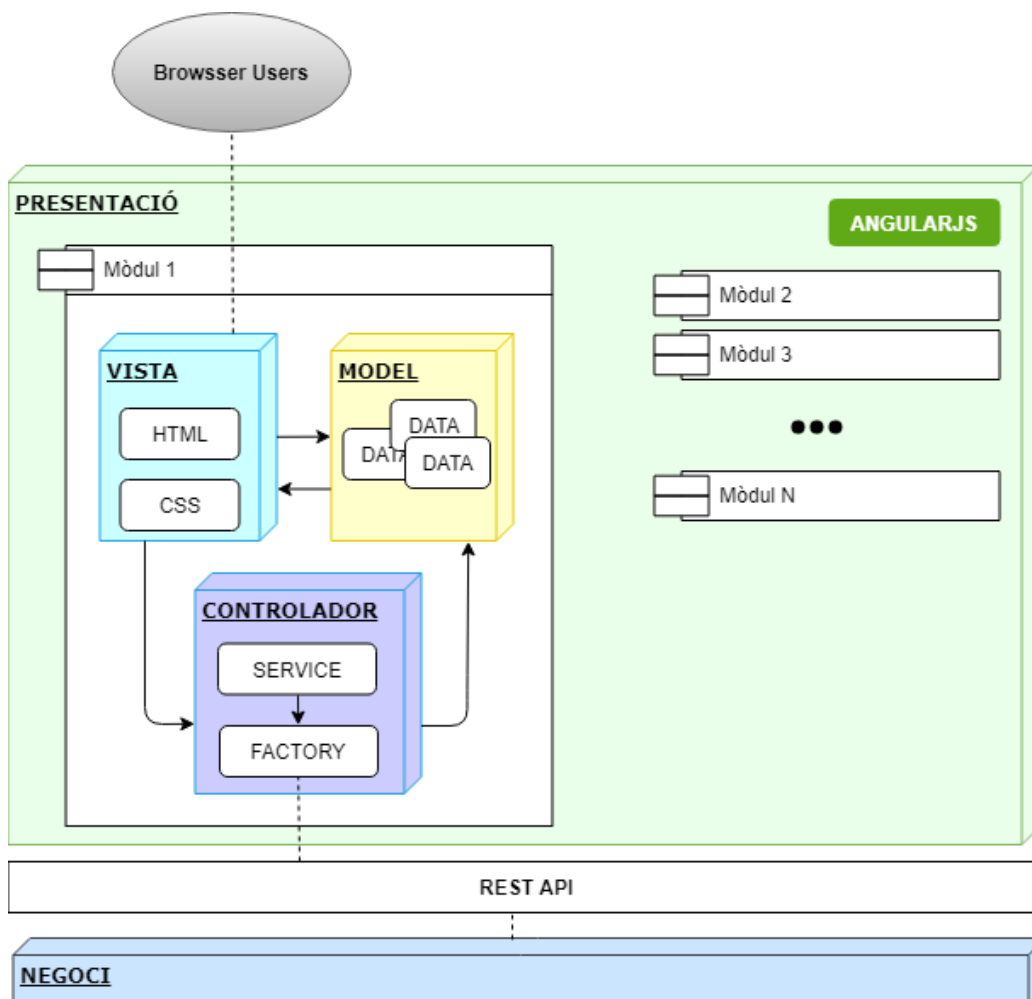 Browsser Users
PRESENTACIÓ
ANGULARJS
Mòdul 1
Mòdul 2
Mòdul 3
Mòdul N
VISTA
HTML
CSS
MODEL
DATA
DATA
DATA
CONTROLADOR
SERVICE
FACTORY
REST API
NEGOCI